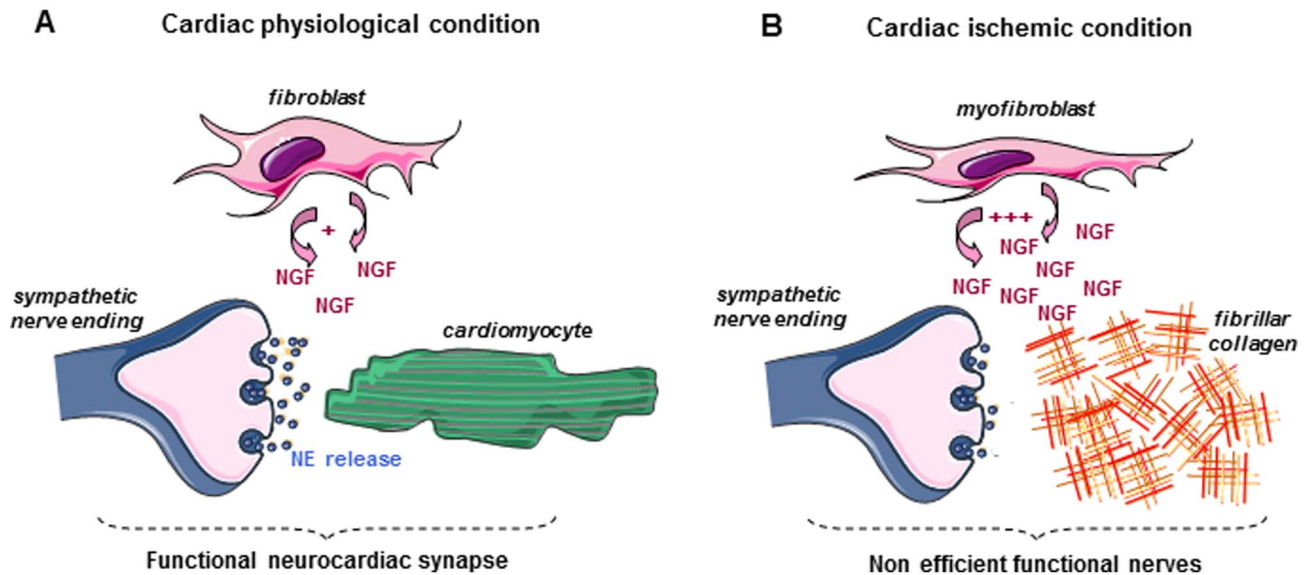 A
Cardiac physiological condition
fibroblast
+
NGF
NGF
NGF
sympathetic
nerve ending
cardiomyocyte
NE release
Functional neurocardiac synapse
B
Cardiac ischemic condition
myofibroblast
+++
NGF
NGF
NGF
NGF
NGF
NGF
NGF
sympathetic
nerve ending
fibrillar
collagen
Non efficient functional nerves